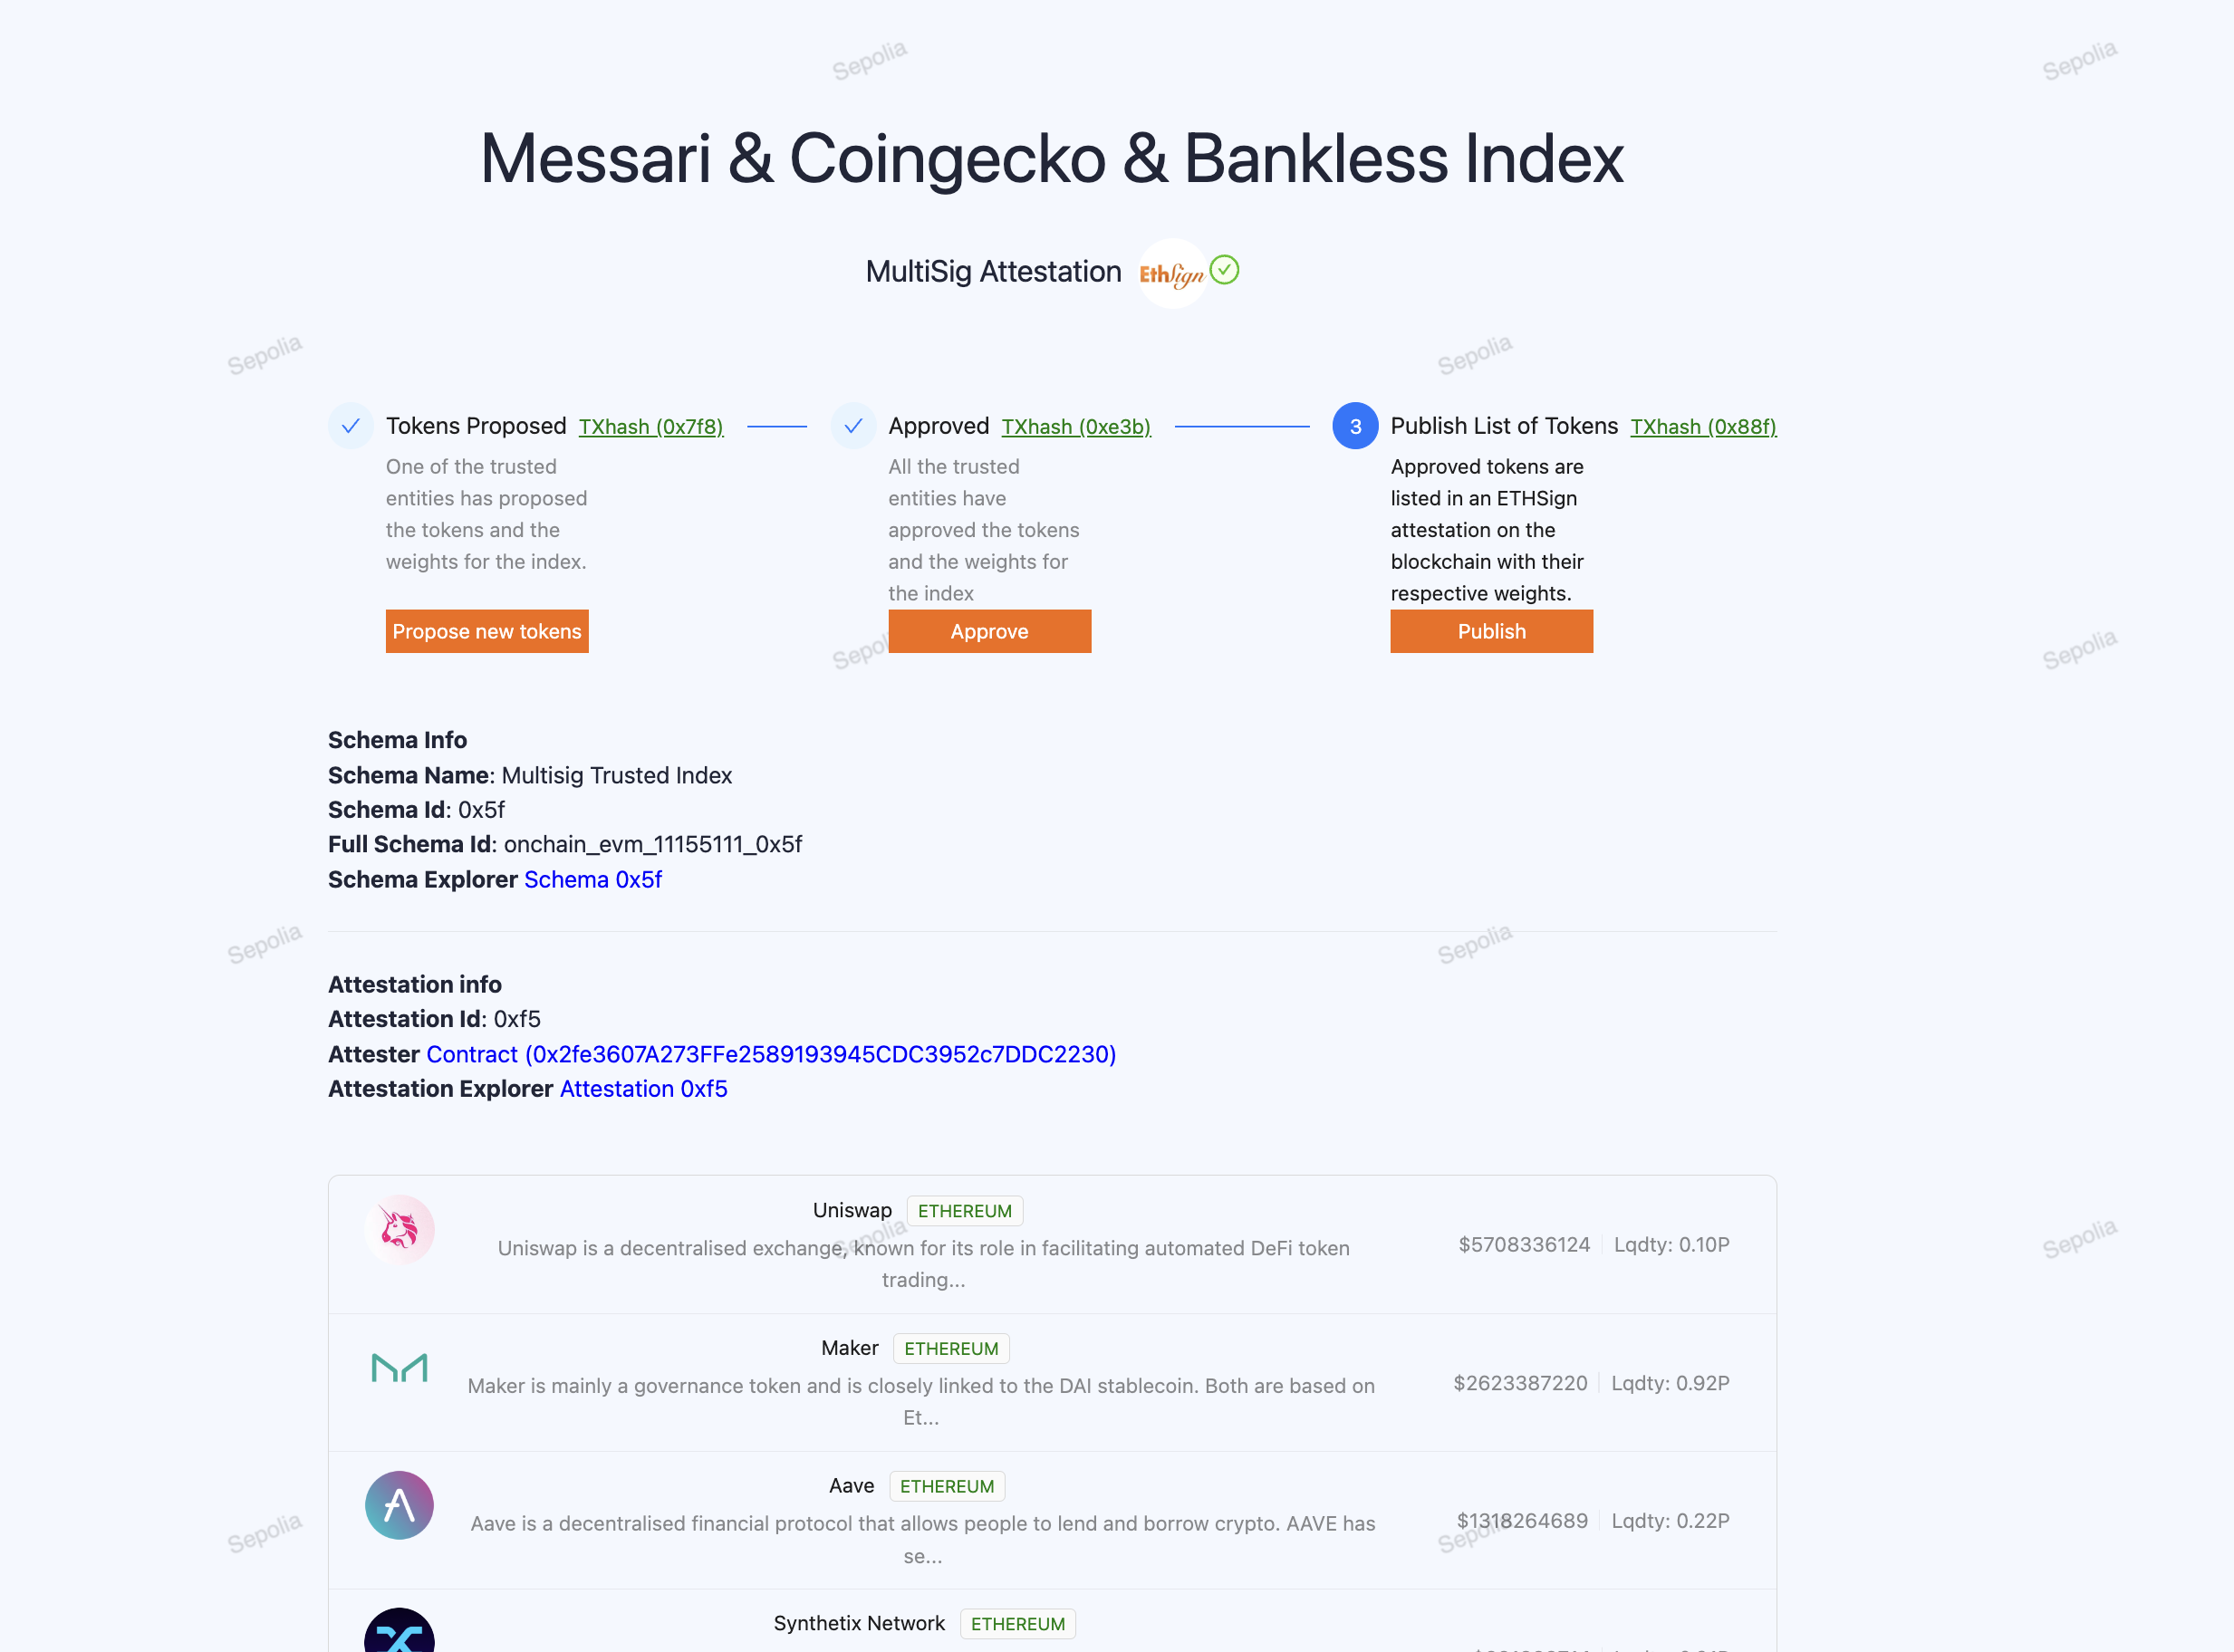 Sepolia Sepolia
Messari & Coingecko & Bankless Index
MultiSig Attestation EthSign
Sepolia Sepolia
Tokens Proposed TXhash (0x7f8)
One of the trusted
entities has proposed
the tokens and the
weights for the index.
Propose new tokens
Approved TXhash (0xe3b)
All the trusted
entities have
approved the tokens
and the weights for
the index
Approve
3 Publish List of Tokens TXhash (0x88f)
Approved tokens are
listed in an ETHSign
attestation on the
blockchain with their
respective weights.
Publish
Sepolia
Schema Info
Schema Name: Multisig Trusted Index
Schema Id: 0x5f
Full Schema Id: onchain_evm_11155111_0x5f
Schema Explorer Schema 0x5f
Sepolia Sepolia
Attestation info
Attestation Id: 0xf5
Attester Contract (0x2fe3607A273FFe2589193945CDC3952c7DDC2230)
Attestation Explorer Attestation 0xf5
Uniswap ETHEREUM
Uniswap is a decentralised exchange, known for its role in facilitating automated DeFi token
trading...
$5708336124 Lqdty: 0.10P
Sepolia Sepolia
Maker ETHEREUM
Maker is mainly a governance token and is closely linked to the DAI stablecoin. Both are based on
Et...
$2623387220 Lqdty: 0.92P
Aave ETHEREUM
Aave is a decentralised financial protocol that allows people to lend and borrow crypto. AAVE has
se...
$1318264689 Lqdty: 0.22P
Sepolia Sepolia
Synthetix Network ETHEREUM